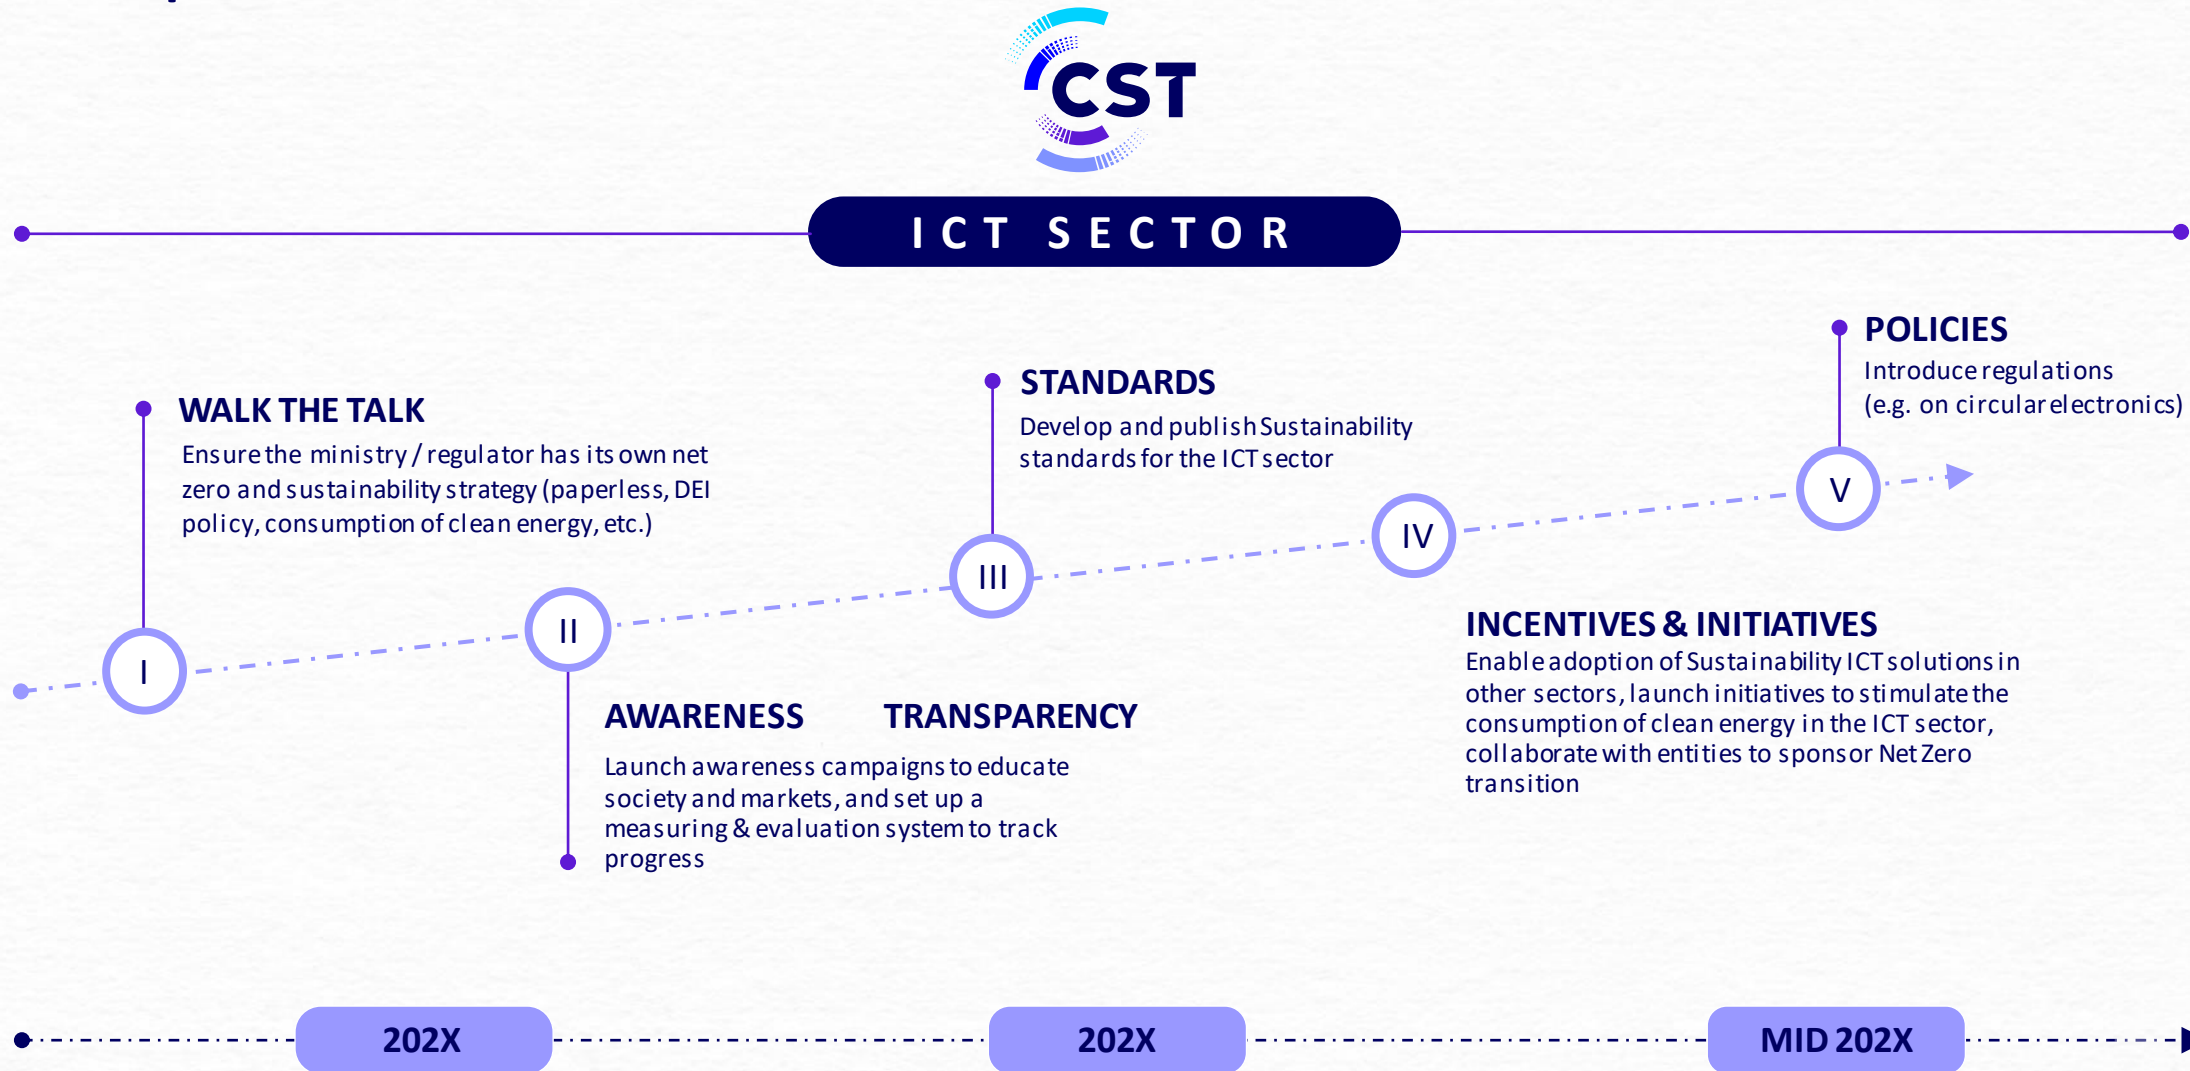 CST
ICT SECTOR
WALK THE TALK
Ensure the ministry / regulator has its own net
zero and sustainability strategy (paperless, DEI
policy, consumption of clean energy, etc.)
I
AWARENESS TRANSPARENCY
Launch awareness campaigns to educate
society and markets, and set up a
measuring & evaluation system to track
progress
II
STANDARDS
Develop and publish Sustainability
standards for the ICT sector
III
IV
INCENTIVES & INITIATIVES
Enable adoption of Sustainability ICT solutions in
other sectors, launch initiatives to stimulate the
consumption of clean energy in the ICT sector,
collaborate with entities to sponsor Net Zero
transition
POLICIES
Introduce regulations
(e.g. on circular electronics)
V
202X
202X
MID 202X